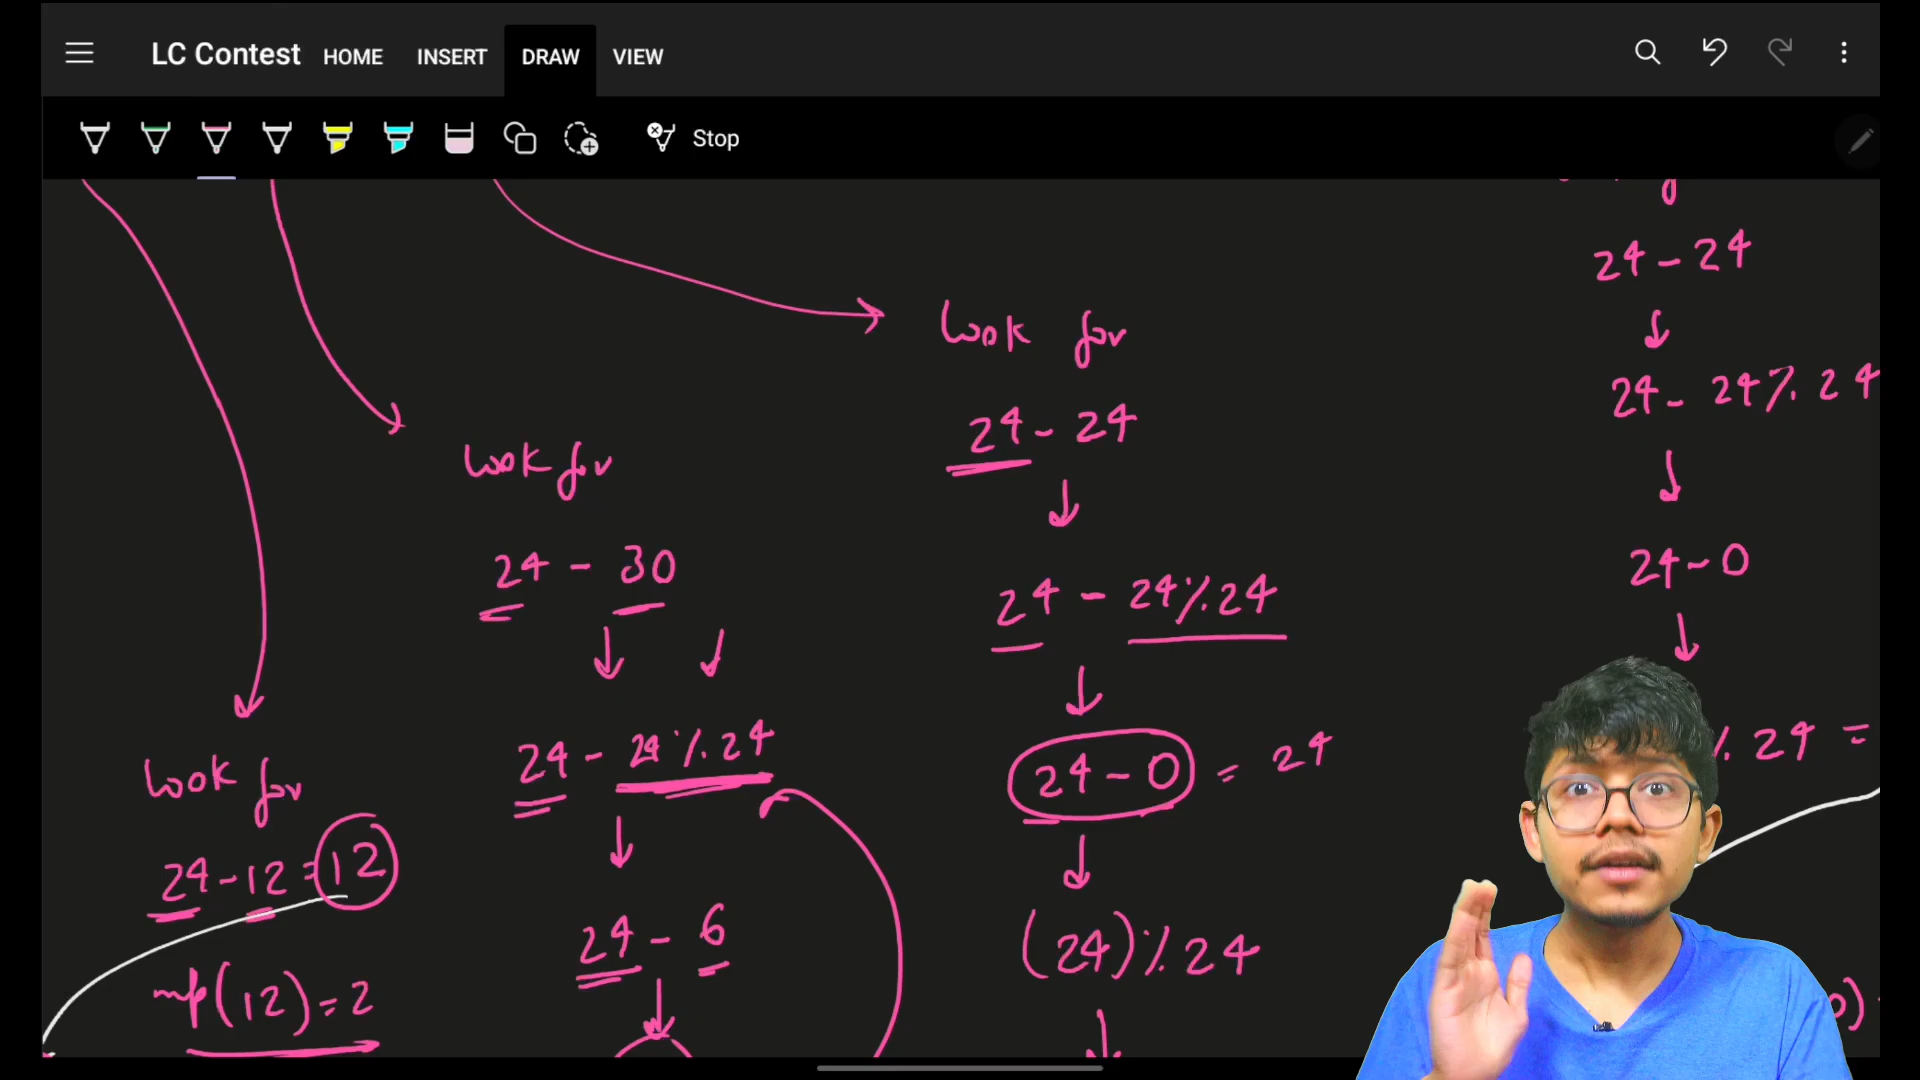 LC Contest HOME INSERT DRAW VIEW
Stop
look for
24 - 30
24 - 24 % 24
24 - 6
look for
24 - 12 = 12
mp(12) = 2
look for
24 - 24
24 - 24 % 24
24 - 0 = 24
(24) % 24
24 - 24
24 - 24 % 24
24 - 0
% 24 =
0)